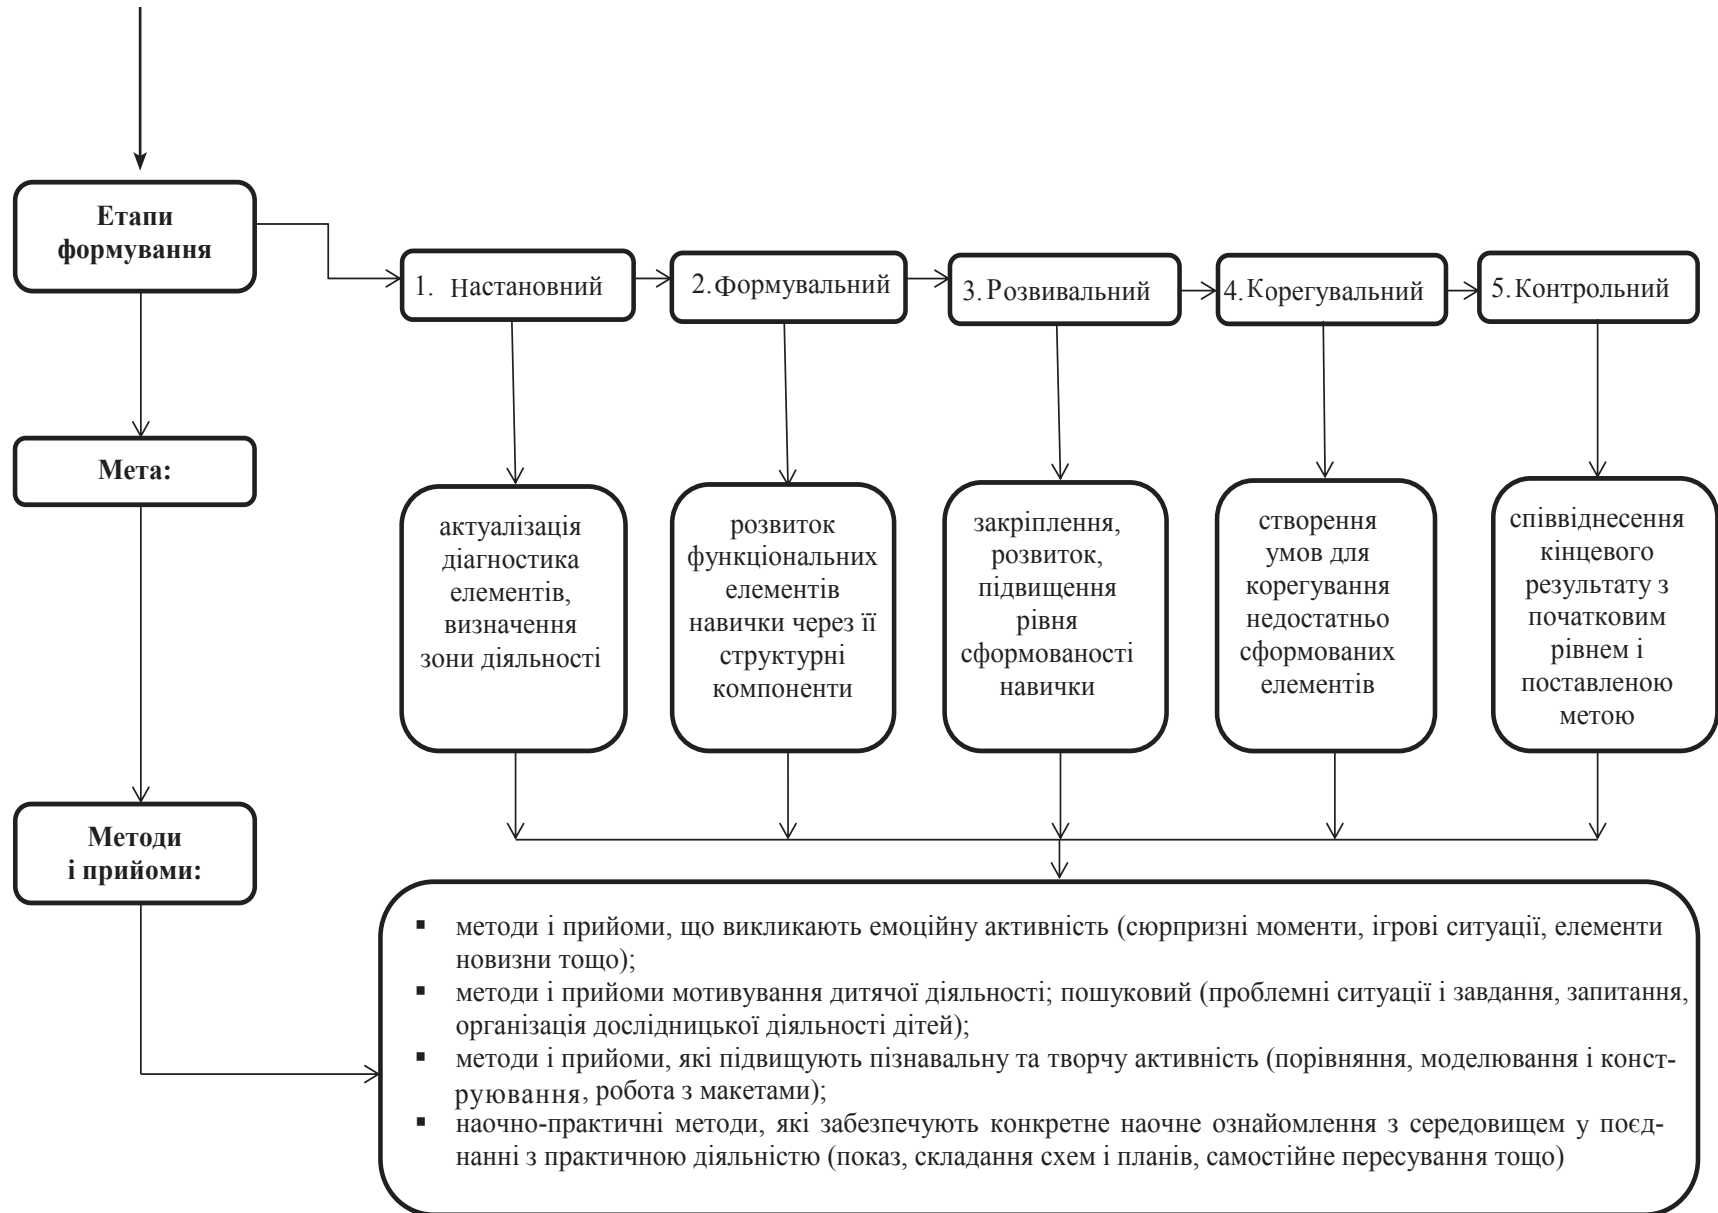 Етапи
формування
1. Настановний
2. Формувальний
3. Розвивальний
4. Корегувальний
5. Контрольний
Мета:
актуалізація
діагностика
елементів,
визначення
зони діяльності
розвиток
функціональних
елементів
навички через її
структурні
компоненти
закріплення,
розвиток,
підвищення
рівня
сформованості
навички
створення
умов для
корегування
недостатньо
сформованих
елементів
співвіднесення
кінцевого
результату з
початковим
рівнем і
поставленою
метою
Методи
і прийоми:
▪ методи і прийоми, що викликають емоційну активність (сюрпризні моменти, ігрові ситуації, елементи
новизни тощо);
▪ методи і прийоми мотивування дитячої діяльності; пошуковий (проблемні ситуації і завдання, запитання,
організація дослідницької діяльності дітей);
▪ методи і прийоми, які підвищують пізнавальну та творчу активність (порівняння, моделювання і конст-
руювання, робота з макетами);
▪ наочно-практичні методи, які забезпечують конкретне наочне ознайомлення з середовищем у поєд-
нанні з практичною діяльністю (показ, складання схем і планів, самостійне пересування тощо)